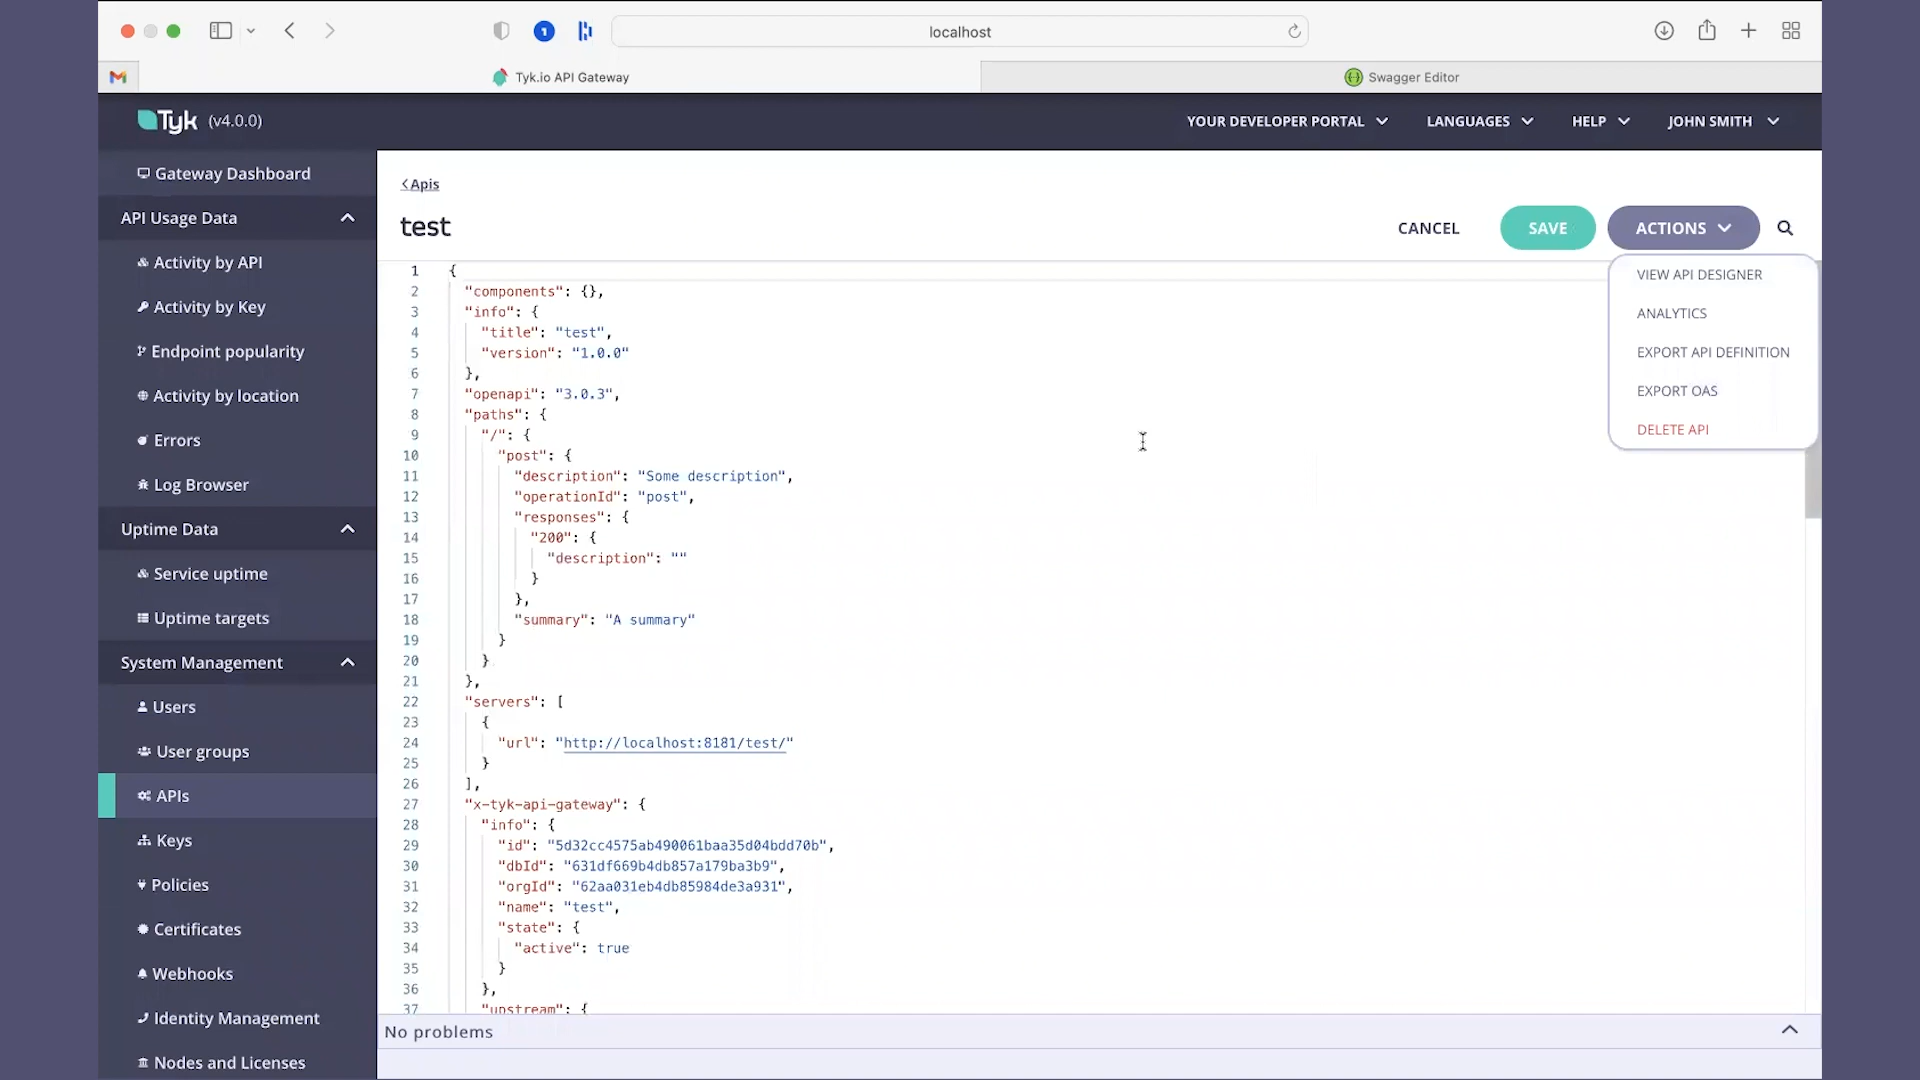 localhost
Tyk.io API Gateway
Swagger Editor
Tyk (v4.0.0)
YOUR DEVELOPER PORTAL
LANGUAGES
HELP
JOHN SMITH
Gateway Dashboard
API Usage Data
Activity by API
Activity by Key
Endpoint popularity
Activity by location
Errors
Log Browser
Uptime Data
Service uptime
Uptime targets
System Management
Users
User groups
APIs
Keys
Policies
Certificates
Webhooks
Identity Management
Nodes and Licenses
<Apis
test
CANCEL
SAVE
ACTIONS
VIEW API DESIGNER
ANALYTICS
EXPORT API DEFINITION
EXPORT OAS
DELETE API
1 {
2 "components": {},
3 "info": {
4 "title": "test",
5 "version": "1.0.0"
6 },
7 "openapi": "3.0.3",
8 "paths": {
9 "/": {
10 "post": {
11 "description": "Some description",
12 "operationId": "post",
13 "responses": {
14 "200": {
15 "description": ""
16 }
17 },
18 "summary": "A summary"
19 }
20 }
21 },
22 "servers": [
23 {
24 "url": "http://localhost:8181/test/"
25 }
26 ],
27 "x-tyk-api-gateway": {
28 "info": {
29 "id": "5d32cc4575ab490061baa35d04bdd70b",
30 "dbId": "631df669b4db857a179ba3b9",
31 "orgId": "62aa031eb4db85984de3a931",
32 "name": "test",
33 "state": {
34 "active": true
35 }
36 },
37 "upstream": {
No problems